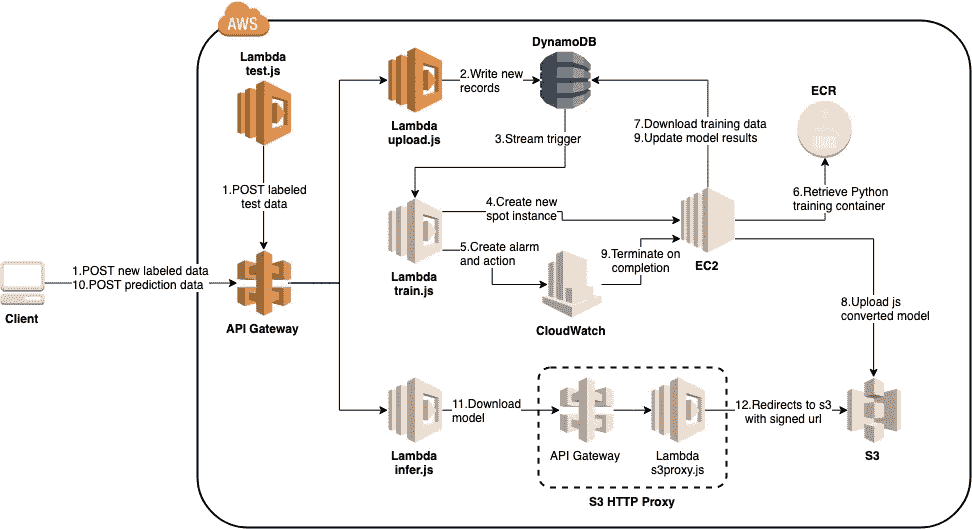 AWS
Lambda
test.js
1.POST labeled
test data
1.POST new labeled data
10.POST prediction data
Client
API Gateway
Lambda
upload.js
2.Write new
records
DynamoDB
3.Stream trigger
7.Download training data
9.Update model results
ECR
4.Create new
spot instance
6.Retrieve Python
training container
Lambda
train.js
5.Create alarm
and action
9.Terminate on
completion
EC2
CloudWatch
8.Upload js
converted model
Lambda
infer.js
11.Download
model
API Gateway
Lambda
s3proxy.js
12.Redirects to s3
with signed url
S3
S3 HTTP Proxy